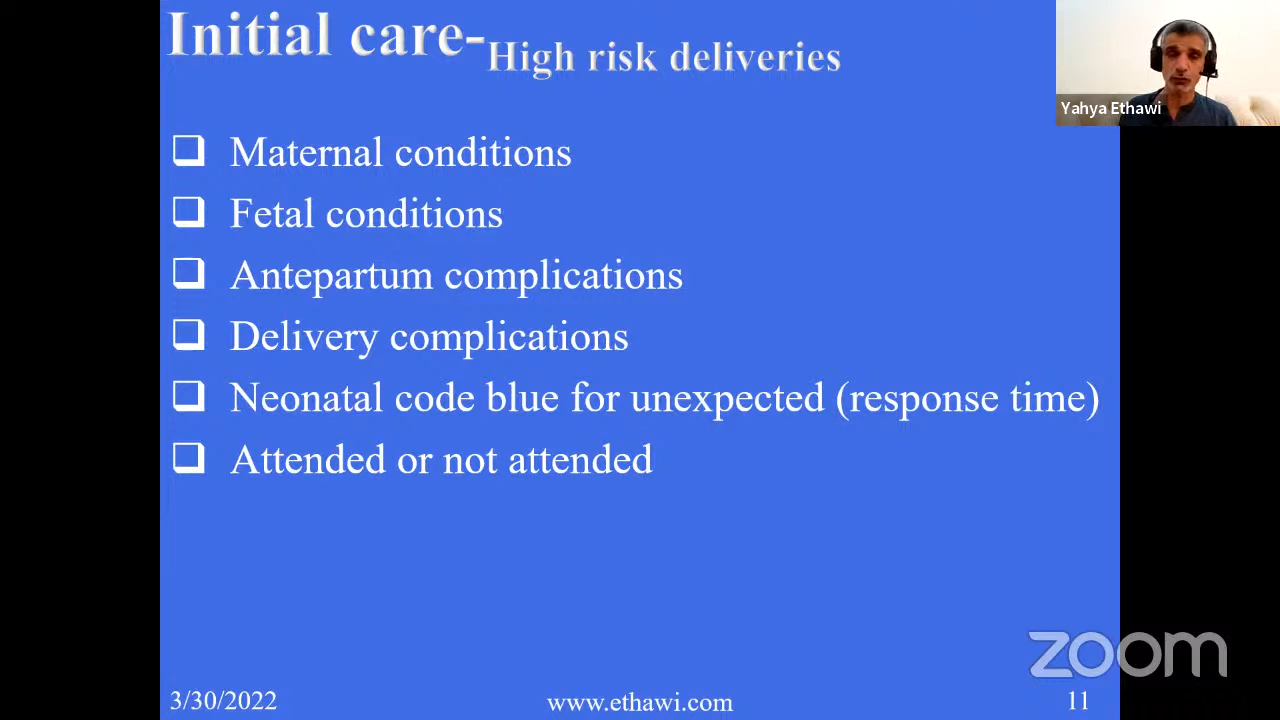 Initial care-High risk deliveries
Yahya Ethawi
❑ Maternal conditions
❑ Fetal conditions
❑ Antepartum complications
❑ Delivery complications
❑ Neonatal code blue for unexpected (response time)
❑ Attended or not attended
zoom
3/30/2022 www.ethawi.com 11